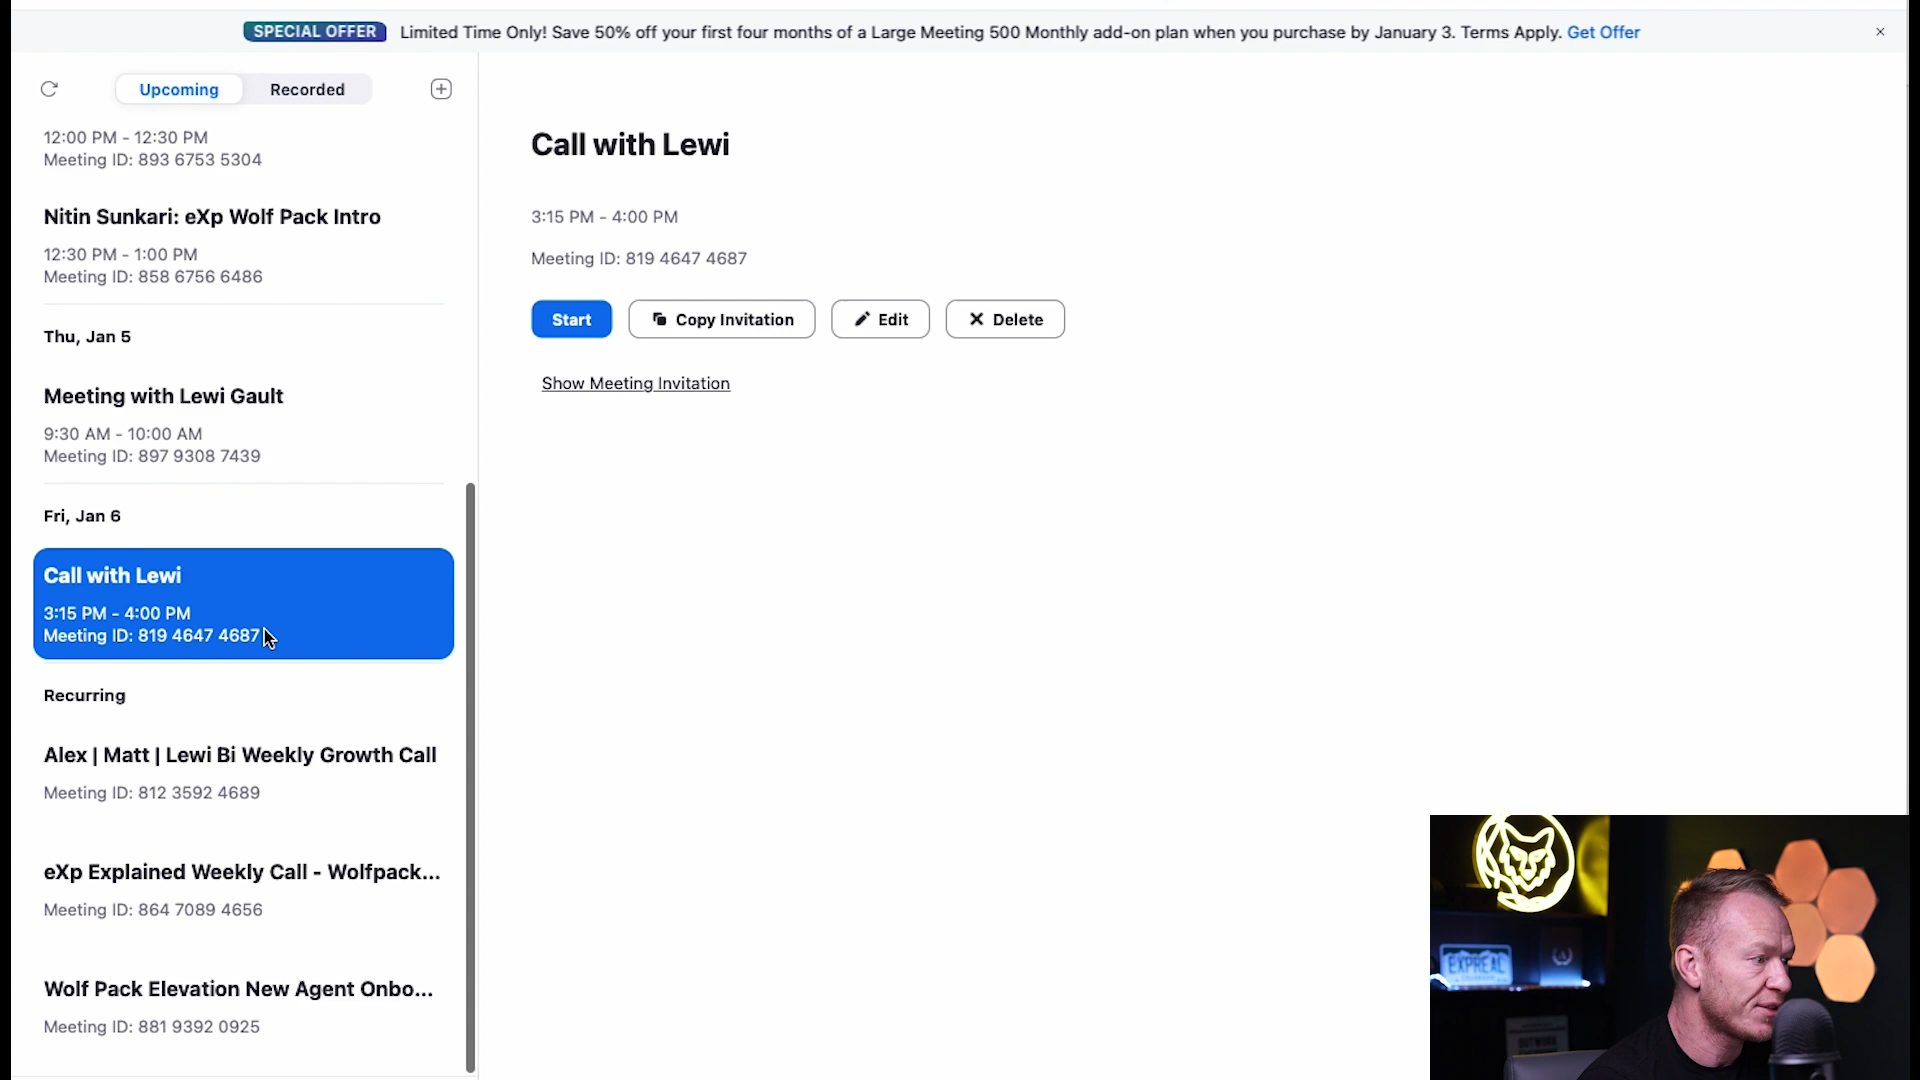 SPECIAL OFFER Limited Time Only! Save 50% off your first four months of a Large Meeting 500 Monthly add-on plan when you purchase by January 3. Terms Apply. Get Offer
Upcoming
Recorded
12:00 PM - 12:30 PM
Meeting ID: 893 6753 5304
Nitin Sunkari: eXp Wolf Pack Intro
12:30 PM - 1:00 PM
Meeting ID: 858 6756 6486
Thu, Jan 5
Meeting with Lewi Gault
9:30 AM - 10:00 AM
Meeting ID: 897 9308 7439
Fri, Jan 6
Call with Lewi
3:15 PM - 4:00 PM
Meeting ID: 819 4647 4687
Recurring
Alex | Matt | Lewi Bi Weekly Growth Call
Meeting ID: 812 3592 4689
eXp Explained Weekly Call - Wolfpack...
Meeting ID: 864 7089 4656
Wolf Pack Elevation New Agent Onbo...
Meeting ID: 881 9392 0925
Call with Lewi
3:15 PM - 4:00 PM
Meeting ID: 819 4647 4687
Start
Copy Invitation
Edit
Delete
Show Meeting Invitation
EXPREAL
OUTWORK